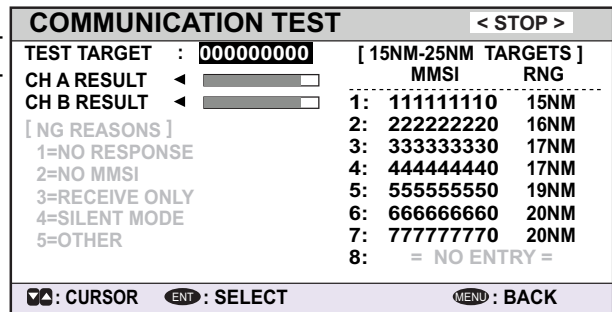 COMMUNICATION TEST < STOP >
TEST TARGET : 000000000
CH A RESULT ◄
CH B RESULT ◄
[ NG REASONS ]
1=NO RESPONSE
2=NO MMSI
3=RECEIVE ONLY
4=SILENT MODE
5=OTHER
[ 15NM-25NM TARGETS ]
MMSI RNG
1: 111111110 15NM
2: 222222220 16NM
3: 333333330 17NM
4: 444444440 17NM
5: 555555550 19NM
6: 666666660 20NM
7: 777777770 20NM
8: = NO ENTRY =
▼▲: CURSOR ENT : SELECT MENU : BACK